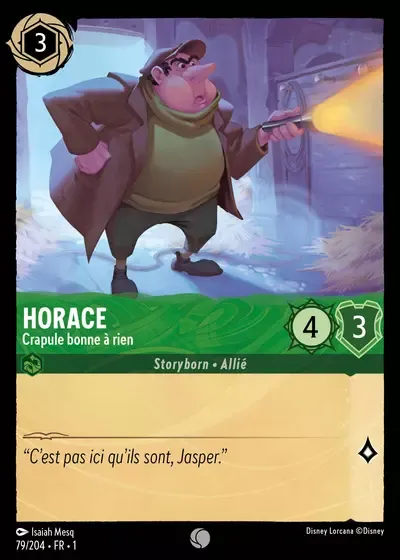 3
HORACE
Crapule bonne à rien
4
3
Storyborn • Allié
“C'est pas ici qu'ils sont, Jasper.”
Isaiah Mesq
Disney Lorcana ©Disney
79/204 • FR • 1